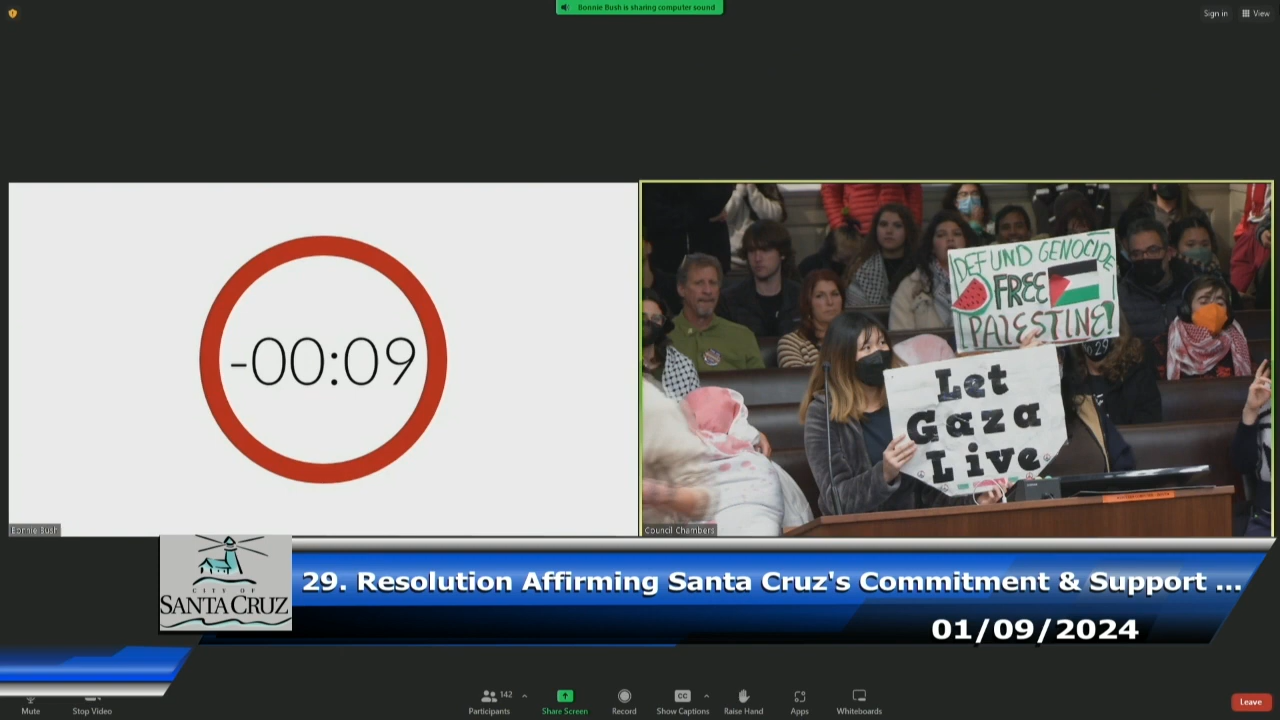 Bonnie Bush is sharing computer sound
Sign in
View
-00:09
DEFUND GENOCIDE
FREE
PALESTINE!
29
Let
Gaza
Live
Bonnie Bush
Council Chambers
CITY OF
SANTA CRUZ
29. Resolution Affirming Santa Cruz's Commitment & Support ...
01/09/2024
Mute
Stop Video
142
Participants
Share Screen
CC
Record
Show Captions
Raise Hand
Apps
Whiteboards
Leave